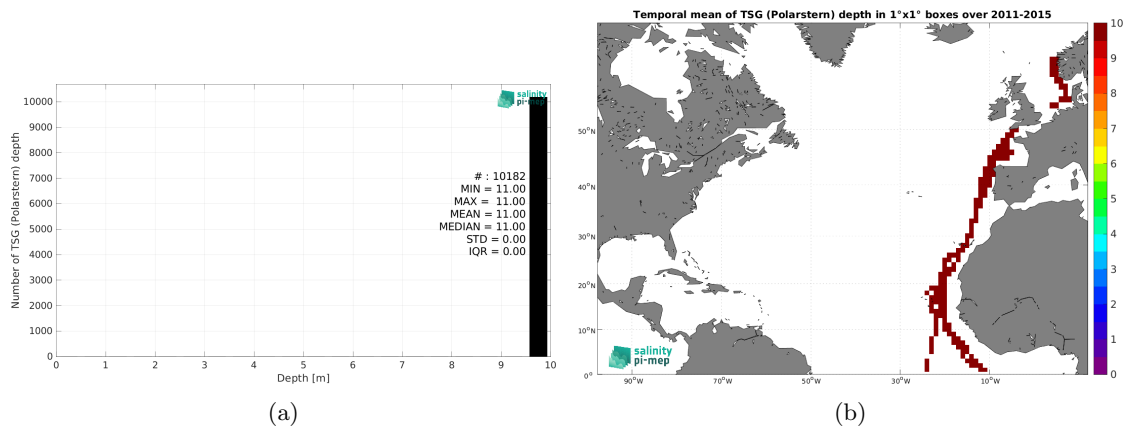 10000
9000
8000
7000
6000
5000
4000
3000
2000
1000
0
Number of TSG (Polarstern) depth
salinity
pi-mep
# : 10182
MIN = 11.00
MAX = 11.00
MEAN = 11.00
MEDIAN = 11.00
STD = 0.00
IQR = 0.00
0 1 2 3 4 5 6 7 8 9 10
Depth [m]
(a)
Temporal mean of TSG (Polarstern) depth in 1°x1° boxes over 2011-2015
50°N
40°N
30°N
20°N
10°N
0°
90°W 70°W 50°W 30°W 10°W
salinity
pi-mep
10
9
8
7
6
5
4
3
2
1
0
(b)